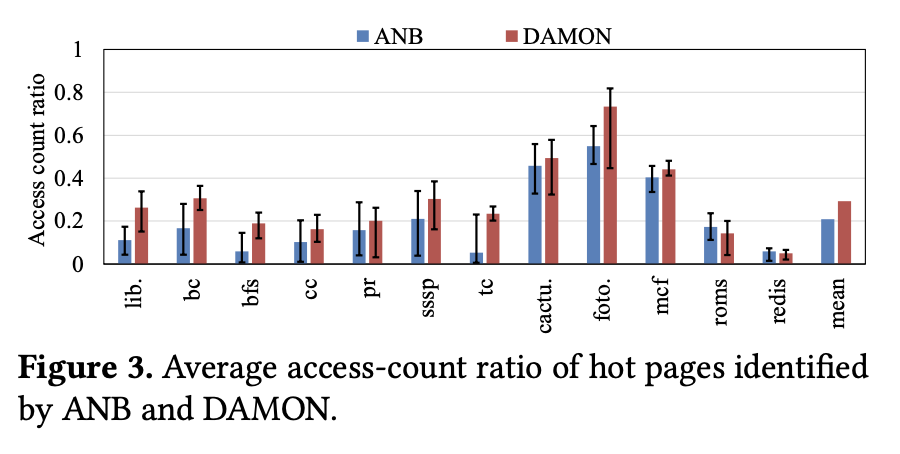 ANB DAMON
Access count ratio
1
0.8
0.6
0.4
0.2
0
lib. bc bfs cc pr sssp tc cactu. foto. mcf roms redis mean
Figure 3. Average access-count ratio of hot pages identified
by ANB and DAMON.